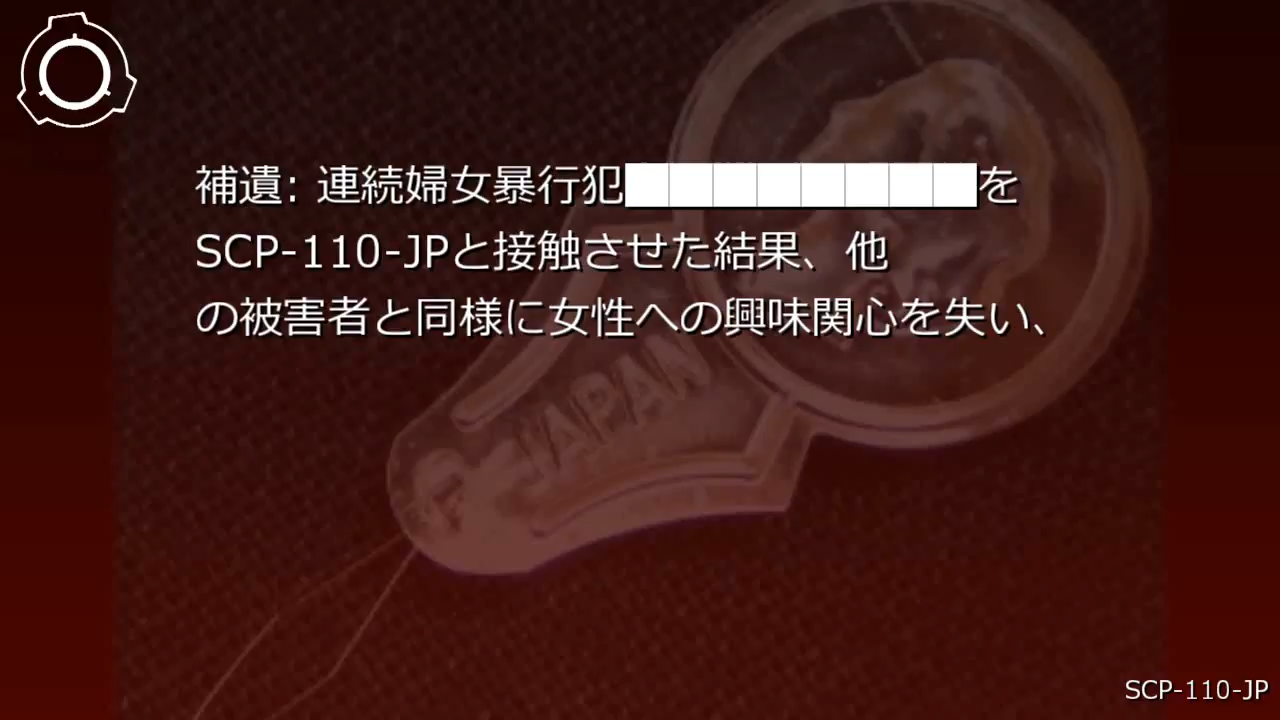 補遺: 連続婦女暴行犯████████を
SCP-110-JPと接触させた結果、他
の被害者と同様に女性への興味関心を失い、
JAPAN
SCP-110-JP